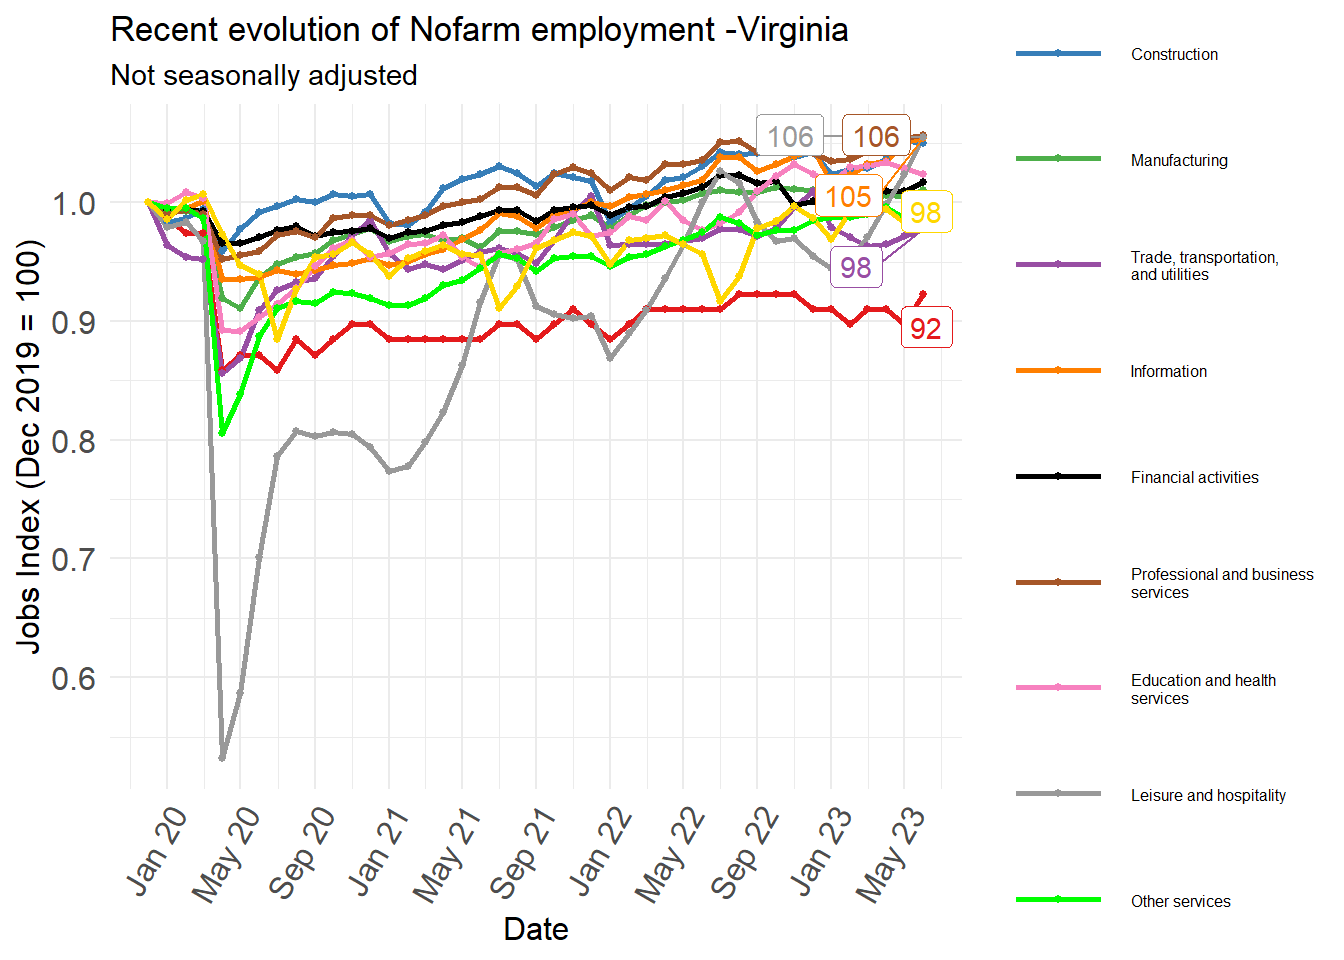 Recent evolution of Nofarm employment -Virginia
Not seasonally adjusted
Jobs Index (Dec 2019 = 100)
1.0
0.9
0.8
0.7
0.6
106
106
105
98
98
92
Jan 20
May 20
Sep 20
Jan 21
May 21
Sep 21
Jan 22
May 22
Sep 22
Jan 23
May 23
Date
Construction
Manufacturing
Trade, transportation,
and utilities
Information
Financial activities
Professional and business
services
Education and health
services
Leisure and hospitality
Other services